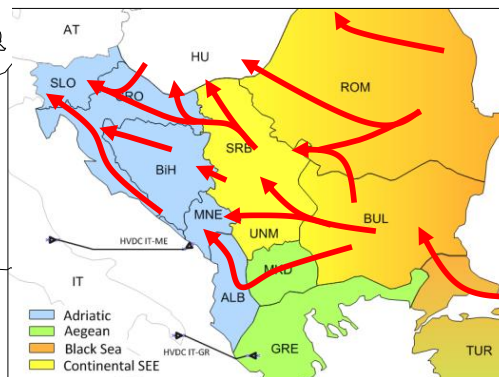 AT
HU
SLO
CRO
ROM
SRB
BiH
MNE
BUL
UNM
HVDC IT-ME
MKD
IT
ALB
Adriatic
Aegean
Black Sea
Continental SEE
HVDC IT-GR
GRE
TUR